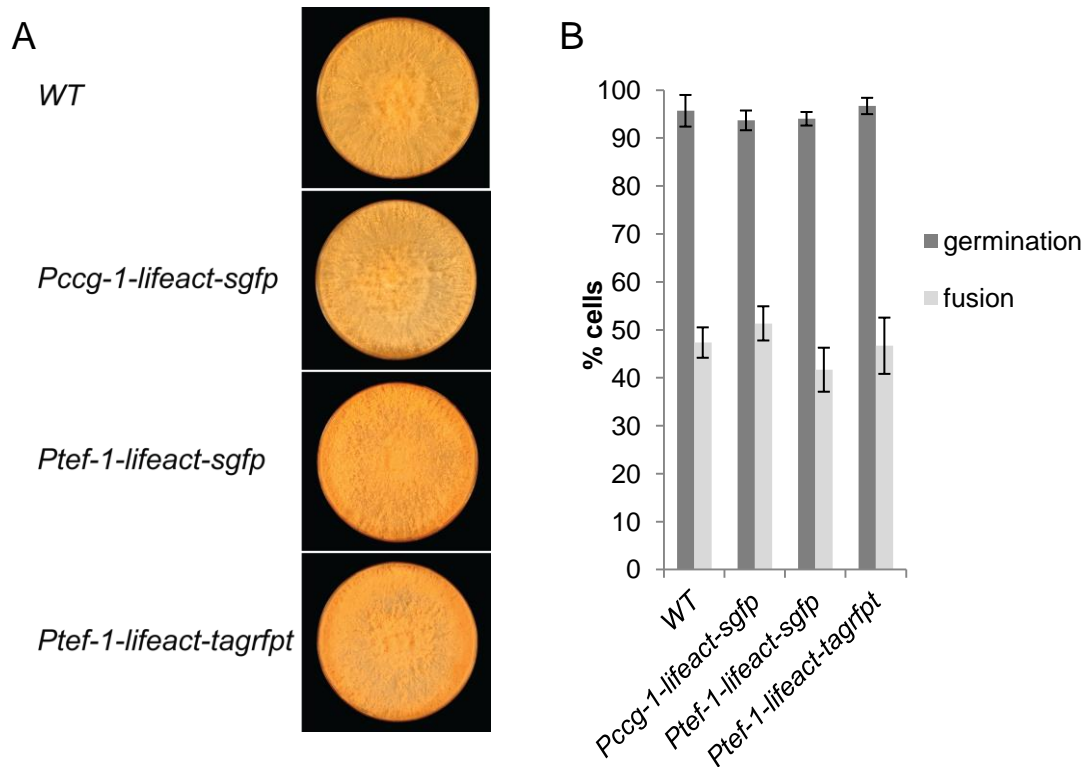 A
WT
Pccg-1-lifeact-sgfp
Ptef-1-lifeact-sgfp
Ptef-1-lifeact-tagrfpt
B
100
90
80
70
60
50
40
30
20
10
0
% cells
WT
Pccg-1-lifeact-sgfp
Ptef-1-lifeact-sgfp
Ptef-1-lifeact-tagrfpt
germination
fusion